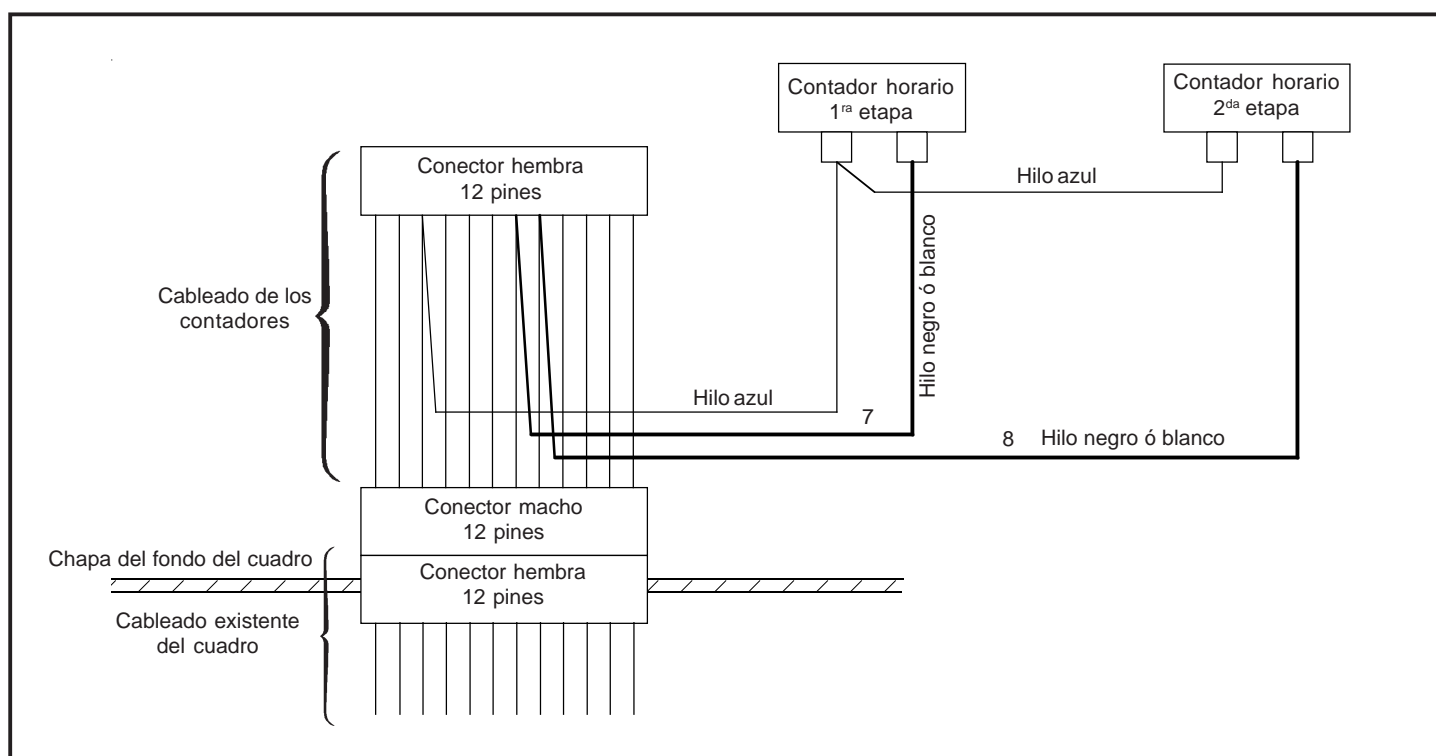 Contador horario
1ra etapa
Contador horario
2da etapa
Conector hembra
12 pines
Hilo azul
Hilo negro ó blanco
Cableado de los
contadores
Hilo azul
7
8 Hilo negro ó blanco
Conector macho
12 pines
Chapa del fondo del cuadro
Conector hembra
12 pines
Cableado existente
del cuadro